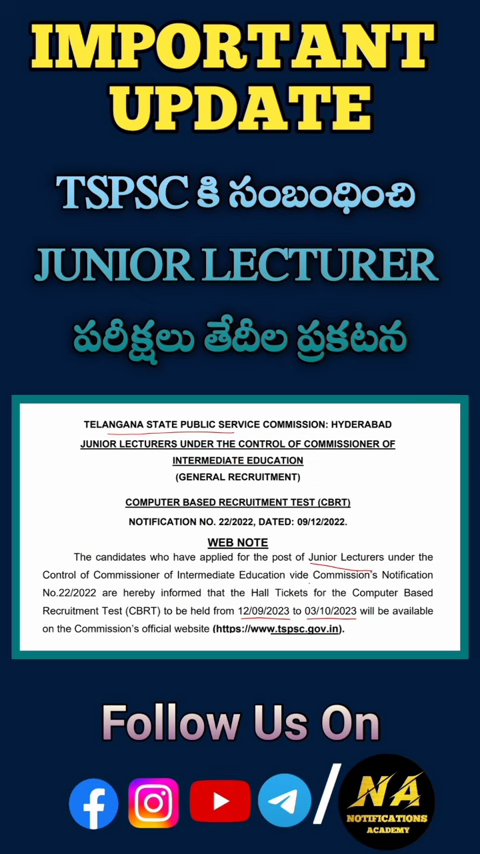 IMPORTANT
UPDATE
TSPSC కి సంబంధించి
JUNIOR LECTURER
పరీక్షలు తేదీల ప్రకటన
TELANGANA STATE PUBLIC SERVICE COMMISSION: HYDERABAD
JUNIOR LECTURERS UNDER THE CONTROL OF COMMISSIONER OF
INTERMEDIATE EDUCATION
(GENERAL RECRUITMENT)
COMPUTER BASED RECRUITMENT TEST (CBRT)
NOTIFICATION NO. 22/2022, DATED: 09/12/2022.
WEB NOTE
The candidates who have applied for the post of Junior Lecturers under the
Control of Commissioner of Intermediate Education vide Commission's Notification
No.22/2022 are hereby informed that the Hall Tickets for the Computer Based
Recruitment Test (CBRT) to be held from 12/09/2023 to 03/10/2023 will be available
on the Commission's official website (https://www.tspsc.gov.in).
Follow Us On
NA
NOTIFICATIONS
ACADEMY